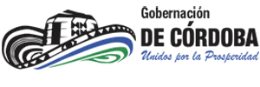 Gobernación
DE CÓRDOBA
Unidos por la Prosperidad